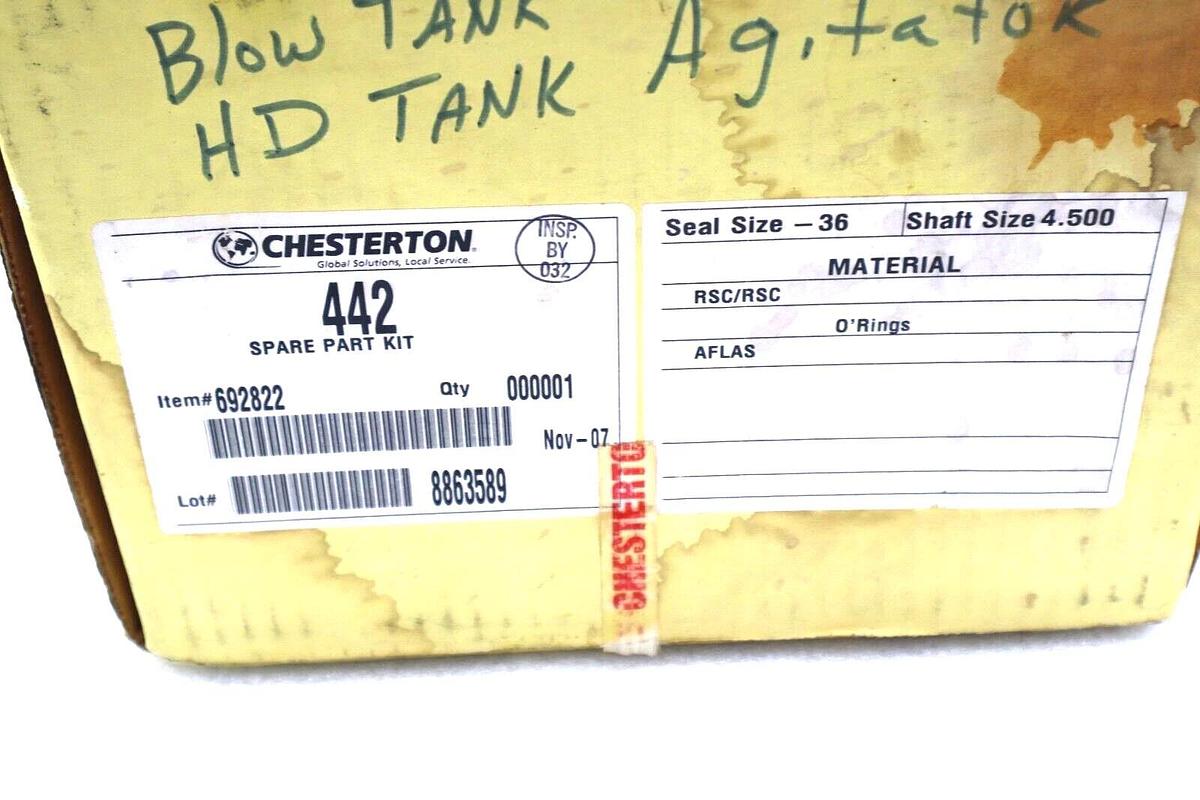 Blow TANK Agitator
HD TANK
CHESTERTON
Global Solutions, Local Service.
INSP.
BY
032
442
SPARE PART KIT
Item# 692822 Qty 000001
Nov-07
Lot# 8863589
Seal Size -36 Shaft Size 4.500
MATERIAL
RSC/RSC
O'Rings
AFLAS
CHESTERTO